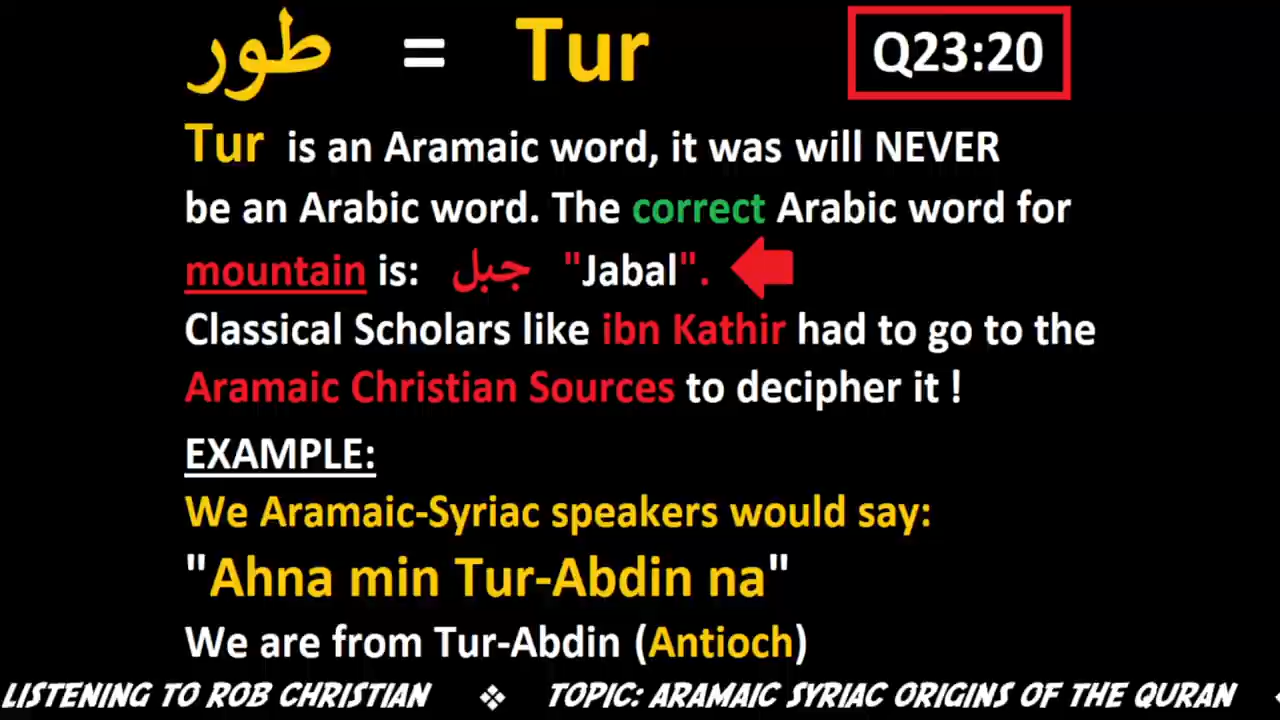 طور = Tur Q23:20
Tur is an Aramaic word, it was will NEVER
be an Arabic word. The correct Arabic word for
mountain is: جبل "Jabal".
Classical Scholars like ibn Kathir had to go to the
Aramaic Christian Sources to decipher it !
EXAMPLE:
We Aramaic-Syriac speakers would say:
"Ahna min Tur-Abdin na"
We are from Tur-Abdin (Antioch)
LISTENING TO ROB CHRISTIAN ❖ TOPIC: ARAMAIC SYRIAC ORIGINS OF THE QURAN